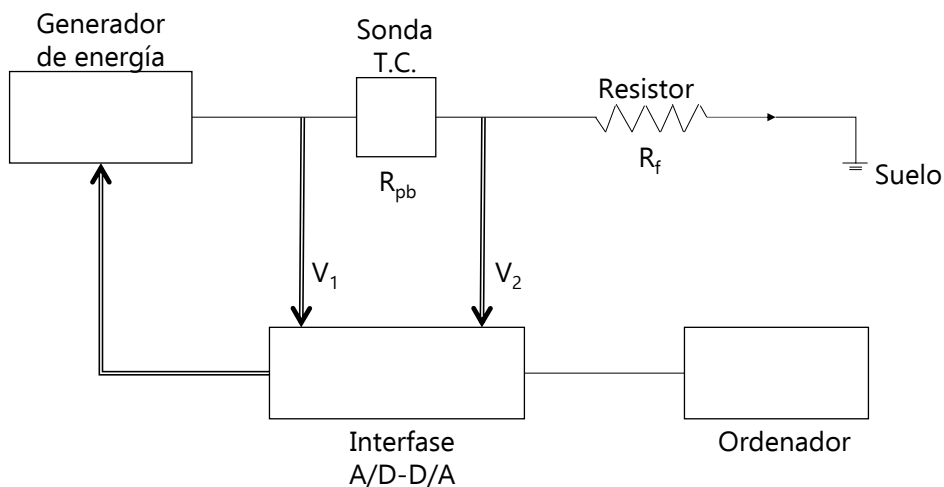 Generador
de energía
Sonda
T.C.
Resistor
R_pb
R_f
Suelo
V_1
V_2
Interfase
A/D-D/A
Ordenador